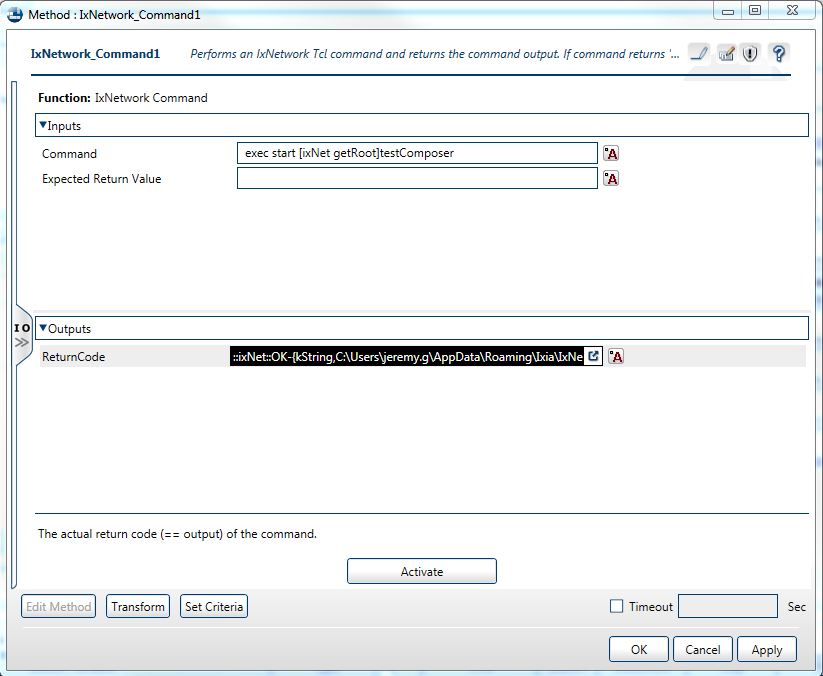 Method : IxNetwork_Command1
IxNetwork_Command1 Performs an IxNetwork Tcl command and returns the command output. If command returns '...
Function: IxNetwork Command
Inputs
Command exec start [ixNet getRoot]testComposer
Expected Return Value
I O
Outputs
ReturnCode ::ixNet::OK-{kString,C:\Users\jeremy.g\AppData\Roaming\Ixia\IxNe
The actual return code (== output) of the command.
Activate
Edit Method Transform Set Criteria Timeout Sec
OK Cancel Apply